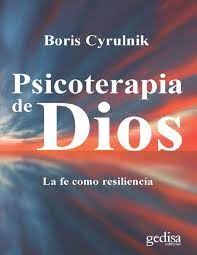 Boris Cyrulnik
Psicoterapia
de Dios
La fe como resiliencia
gedisa
editorial